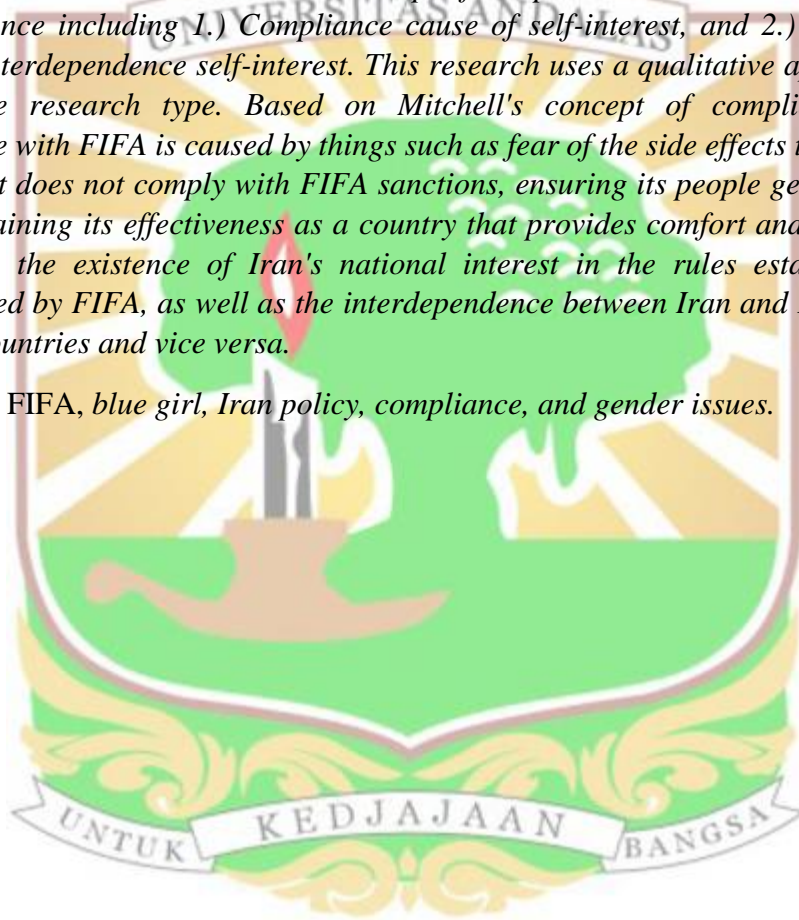 nce including 1.) Compliance cause of self-interest, and 2.)
UNIVERSITAS ANDALAS
nterdependence self-interest. This research uses a qualitative a
e research type. Based on Mitchell's concept of compli
e with FIFA is caused by things such as fear of the side effects
t does not comply with FIFA sanctions, ensuring its people ge
aining its effectiveness as a country that provides comfort and
the existence of Iran's national interest in the rules esta
ed by FIFA, as well as the interdependence between Iran and
ountries and vice versa.
FIFA, blue girl, Iran policy, compliance, and gender issues.
UNTUK KEDJAJAAN BANGSA